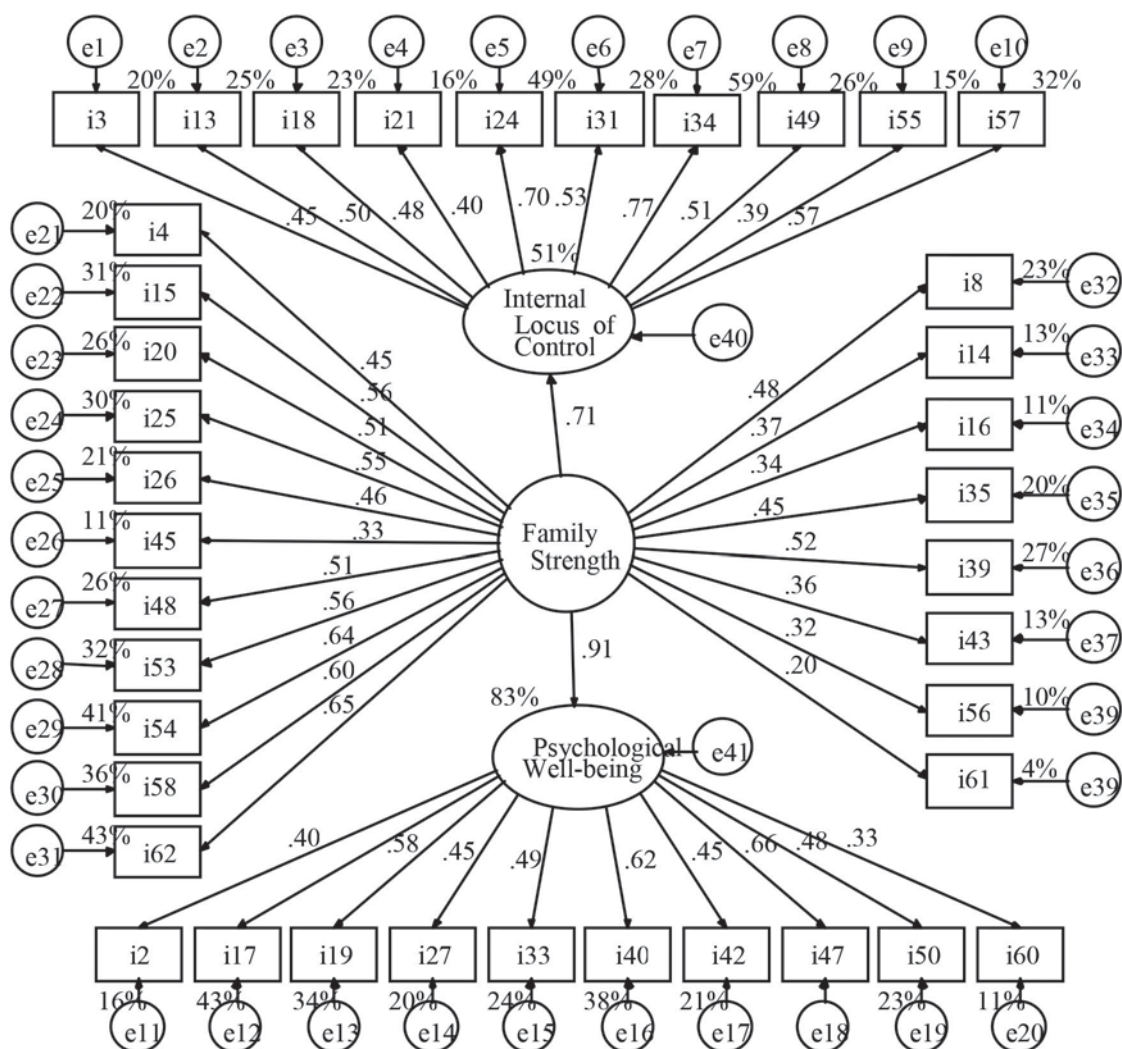 e1 e2 e3 e4 e5 e6 e7 e8 e9 e10
20% 25% 23% 16% 49% 28% 59% 26% 15% 32%
i3 i13 i18 i21 i24 i31 i34 i49 i55 i57
.45 .50 .48 .40 .70 .53 .77 .51 .39 .57
51%
Internal
Locus of
Control
e40
.71
e21 20% i4 .45
e22 31% i15 .56
e23 26% i20 .51
e24 30% i25 .55
e25 21% i26 .46
e26 11% i45 .33
e27 26% i48 .51
e28 32% i53 .56
e29 41% i54 .64
e30 36% i58 .60
e31 43% i62 .65
Family
Strength
.48 i8 23% e32
.37 i14 13% e33
.34 i16 11% e34
.45 i35 20% e35
.52 i39 27% e36
.36 i43 13% e37
.32 i56 10% e39
.20 i61 4% e39
.91
83%
Psychological
Well-being
e41
.40 .58 .45 .49 .62 .45 .66 .48 .33
i2 i17 i19 i27 i33 i40 i42 i47 i50 i60
16% 43% 34% 20% 24% 38% 21% 23% 11%
e11 e12 e13 e14 e15 e16 e17 e18 e19 e20